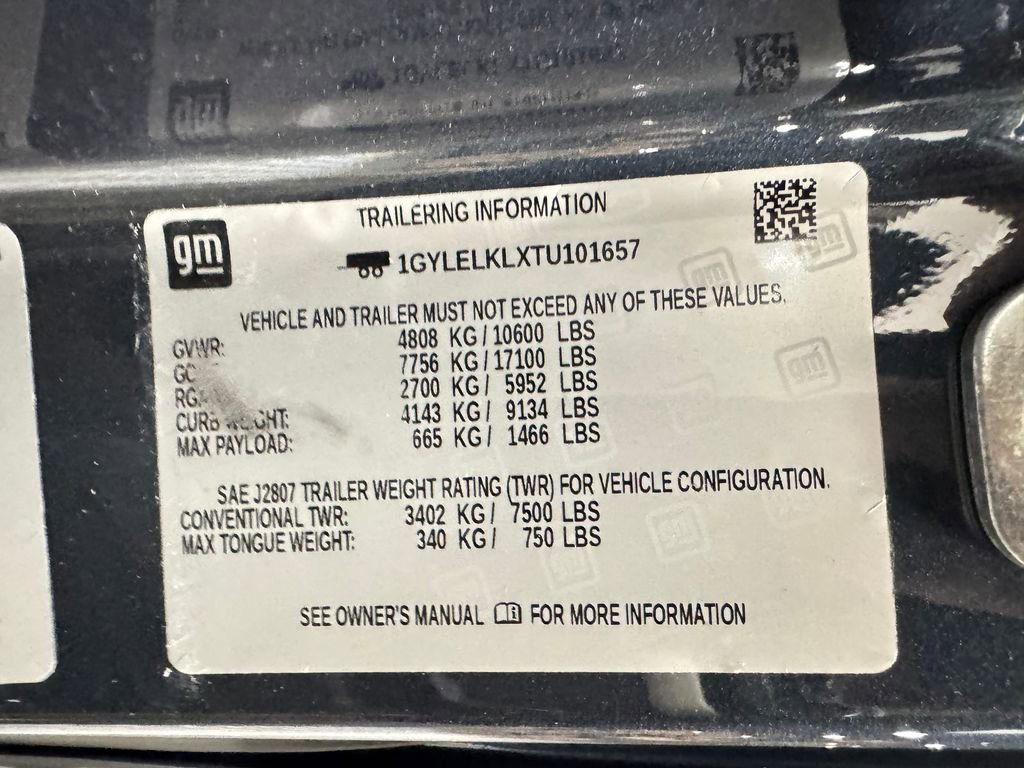 gm
TRAILERING INFORMATION
1GYLELKLXTU101657
VEHICLE AND TRAILER MUST NOT EXCEED ANY OF THESE VALUES.
GVWR: 4808 KG / 10600 LBS
7756 KG / 17100 LBS
2700 KG / 5952 LBS
CURB WEIGHT: 4143 KG / 9134 LBS
MAX PAYLOAD: 665 KG / 1466 LBS
SAE J2807 TRAILER WEIGHT RATING (TWR) FOR VEHICLE CONFIGURATION.
CONVENTIONAL TWR: 3402 KG / 7500 LBS
MAX TONGUE WEIGHT: 340 KG / 750 LBS
SEE OWNER'S MANUAL FOR MORE INFORMATION